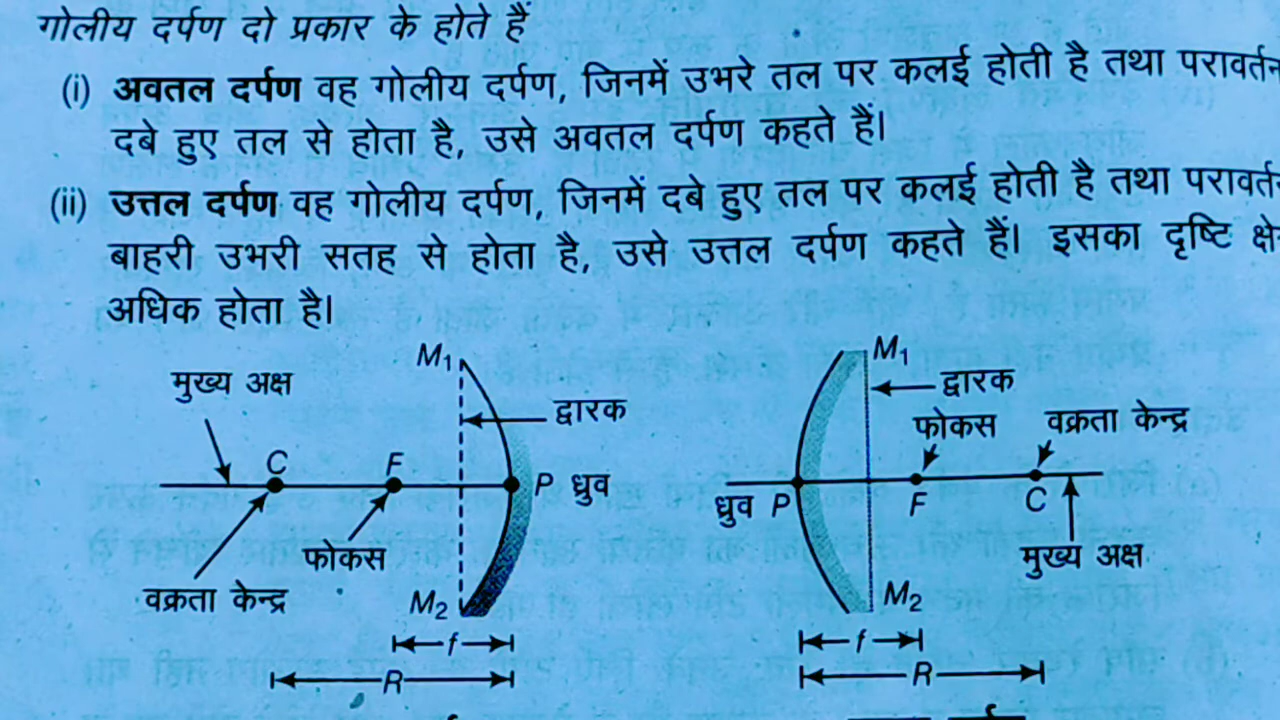 गोलीय दर्पण दो प्रकार के होते हैं
(i) अवतल दर्पण वह गोलीय दर्पण, जिनमें उभरे तल पर कलई होती है तथा परावर्तन
दबे हुए तल से होता है, उसे अवतल दर्पण कहते हैं।
(ii) उत्तल दर्पण वह गोलीय दर्पण, जिनमें दबे हुए तल पर कलई होती है तथा
बाहरी उभरी सतह से होता है, उसे उत्तल दर्पण कहते हैं। इसका दृष्टि
अधिक होता है।
मुख्य अक्ष
M1
द्वारक
C
F
P ध्रुव
फोकस
वक्रता केन्द्र
M2
f
R
M1
द्वारक
फोकस
वक्रता केन्द्र
ध्रुव P
F
C
मुख्य अक्ष
M2
f
R